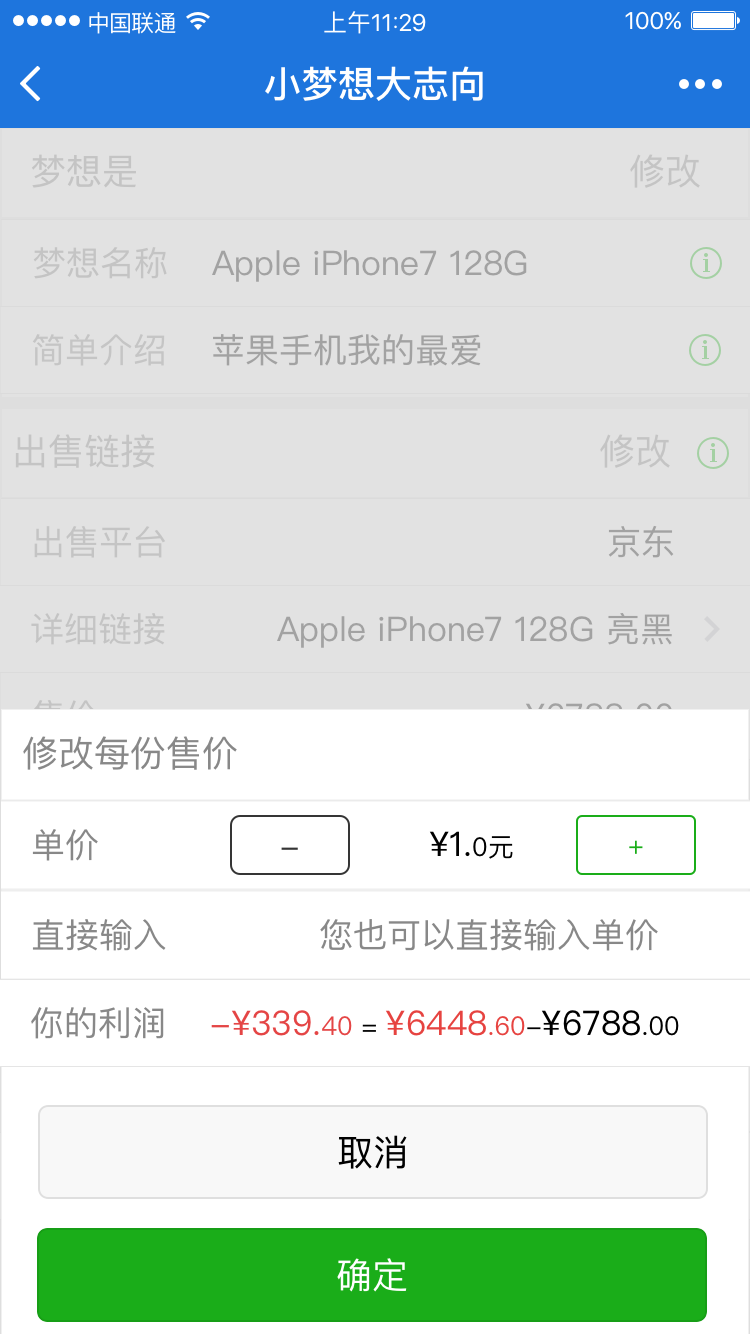 中国联通 上午11:29 100%
小梦想大志向
梦想是 修改
梦想名称 Apple iPhone7 128G
简单介绍 苹果手机我的最爱
出售链接 修改
出售平台 京东
详细链接 Apple iPhone7 128G 亮黑
售价 ¥6788.00
修改每份售价
单价 – ¥1.0元 +
直接输入 您也可以直接输入单价
你的利润 –¥339.40 = ¥6448.60–¥6788.00
取消
确定